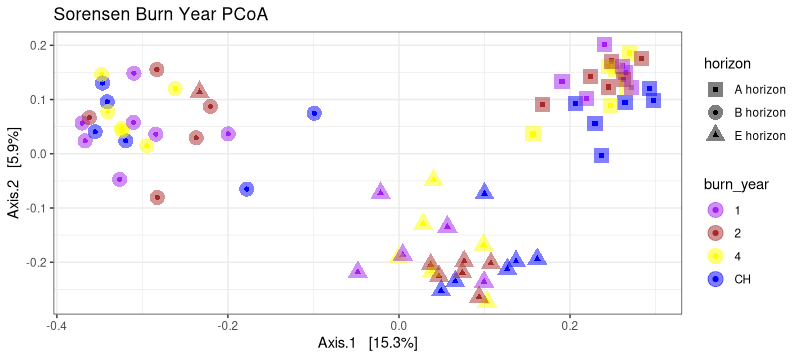 Sorensen Burn Year PCoA
0.2
0.1
0.0
-0.1
-0.2
Axis.2 [5.9%]
-0.4
-0.2
0.0
0.2
Axis.1 [15.3%]
horizon
A horizon
B horizon
E horizon
burn_year
1
2
4
CH